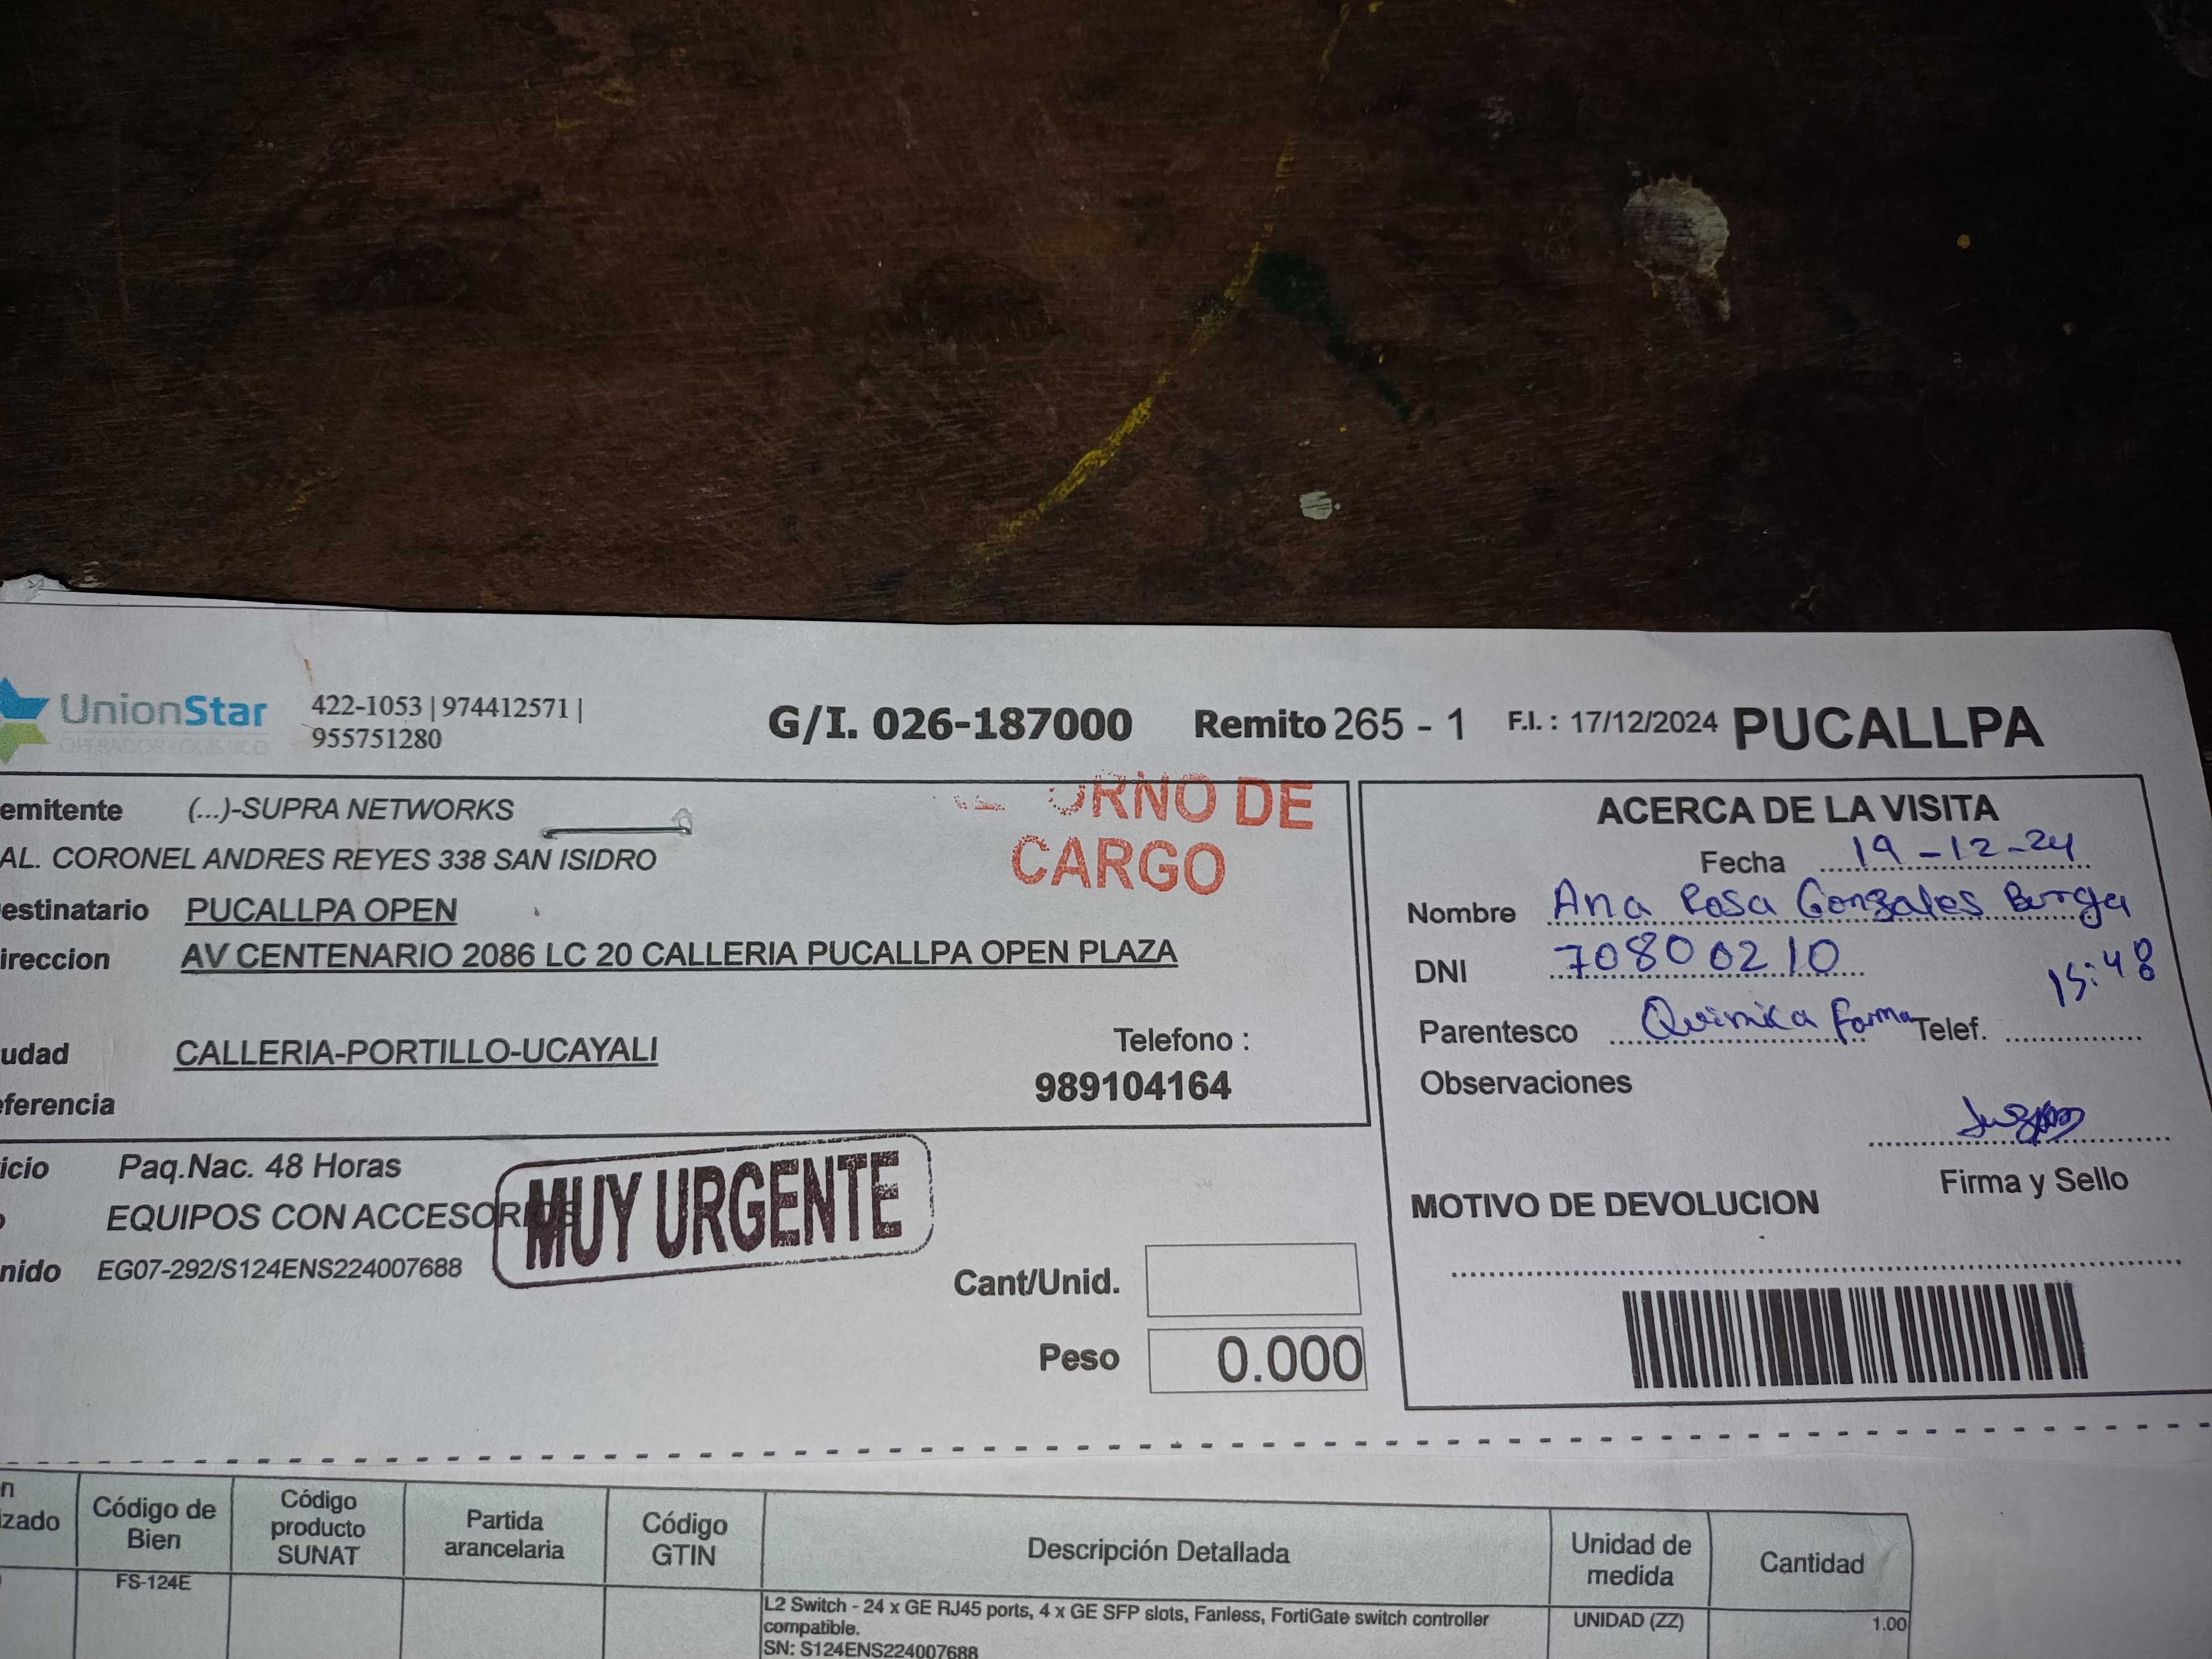 UnionStar
OPERADOR LOGISTICO
422-1053 | 974412571 |
955751280
G/I. 026-187000 Remito 265 - 1 F.I. : 17/12/2024 PUCALLPA
emitente (...)-SUPRA NETWORKS
AL. CORONEL ANDRES REYES 338 SAN ISIDRO
ORNO DE
CARGO
estinatario PUCALLPA OPEN
ireccion AV CENTENARIO 2086 LC 20 CALLERIA PUCALLPA OPEN PLAZA
udad CALLERIA-PORTILLO-UCAYALI
Telefono :
989104164
eferencia
icio Paq.Nac. 48 Horas
EQUIPOS CON ACCESORIOS
MUY URGENTE
nido EG07-292/S124ENS224007688
Cant/Unid.
Peso 0.000
ACERCA DE LA VISITA
Fecha 19-12-24
Nombre Ana Rosa Gonzales Burga
DNI 70800210
15:48
Parentesco Quimica farma Telef.
Observaciones
Firma y Sello
MOTIVO DE DEVOLUCION
n
izado
Código de
Bien
Código
producto
SUNAT
Partida
arancelaria
Código
GTIN
Descripción Detallada
Unidad de
medida
Cantidad
FS-124E
L2 Switch - 24 x GE RJ45 ports, 4 x GE SFP slots, Fanless, FortiGate switch controller
compatible.
SN: S124ENS224007688
UNIDAD (ZZ)
1.00